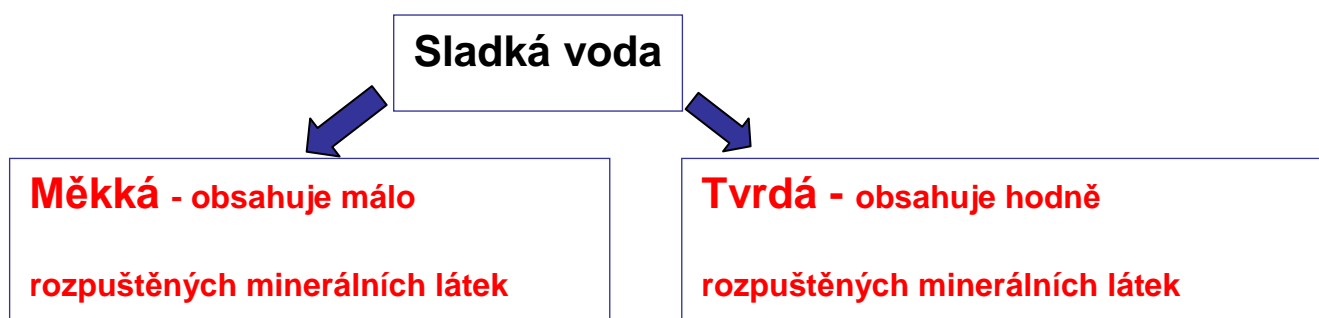 Sladká voda
Měkká - obsahuje málo
rozpuštěných minerálních látek
Tvrdá - obsahuje hodně
rozpuštěných minerálních látek